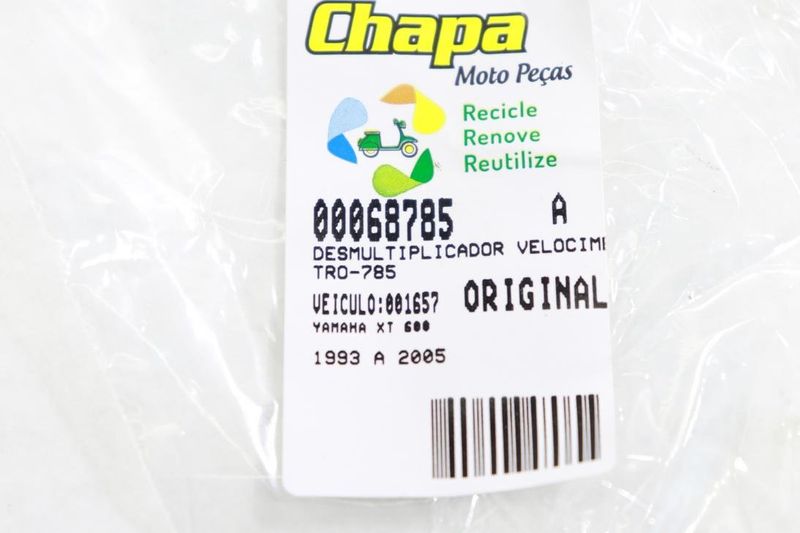 Chapa
Moto Peças
Recicle
Renove
Reutilize
00068785 A
DESMULTIPLICADOR VELOCIME
TRO-785
VEICULO:001657 ORIGINAL
YAMAHA XT 600
1993 A 2005